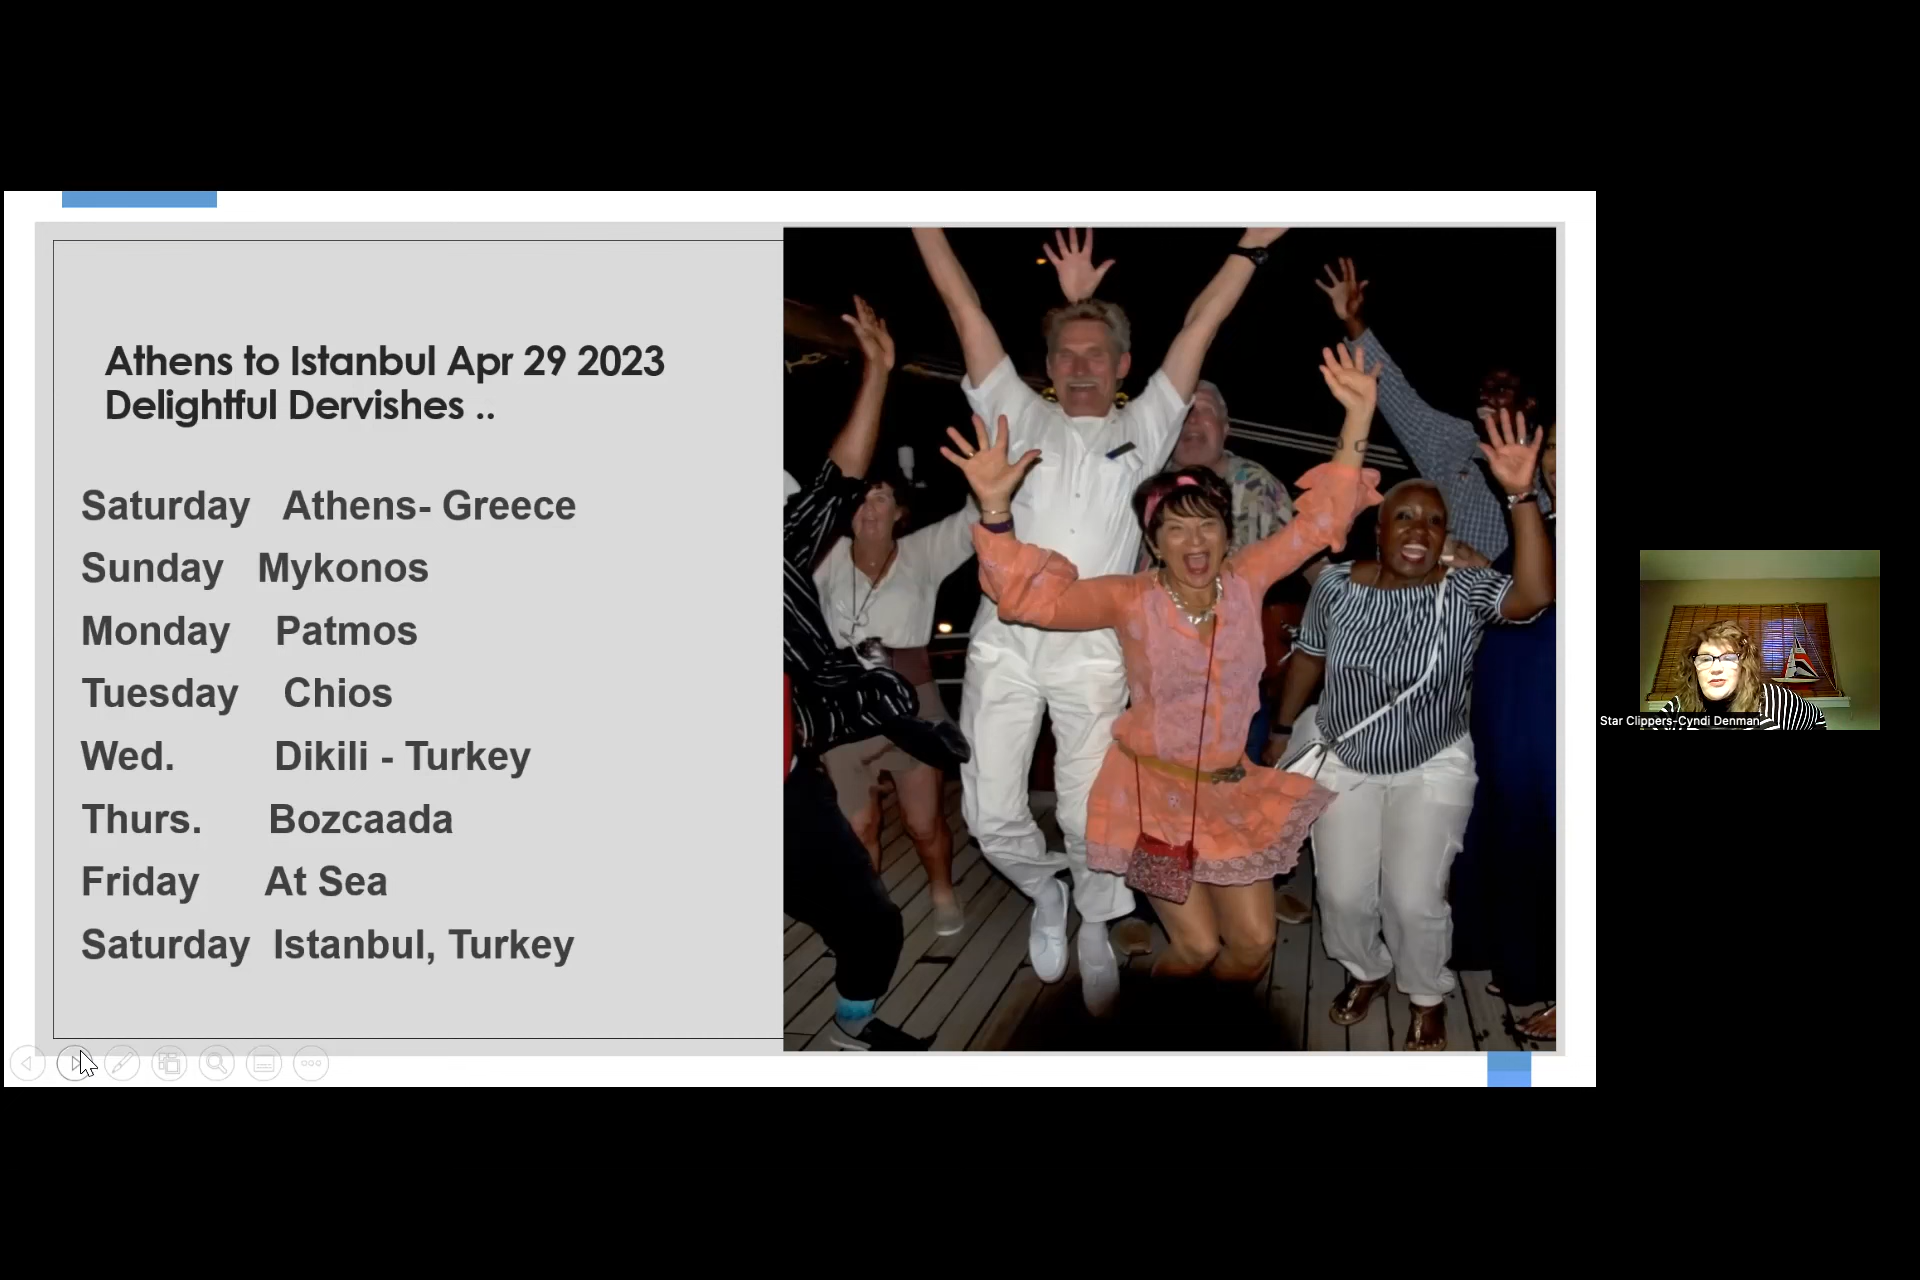 Athens to Istanbul Apr 29 2023
Delightful Dervishes ..
Saturday Athens- Greece
Sunday Mykonos
Monday Patmos
Tuesday Chios
Wed. Dikili - Turkey
Thurs. Bozcaada
Friday At Sea
Saturday Istanbul, Turkey
Star Clippers-Cyndi Denman